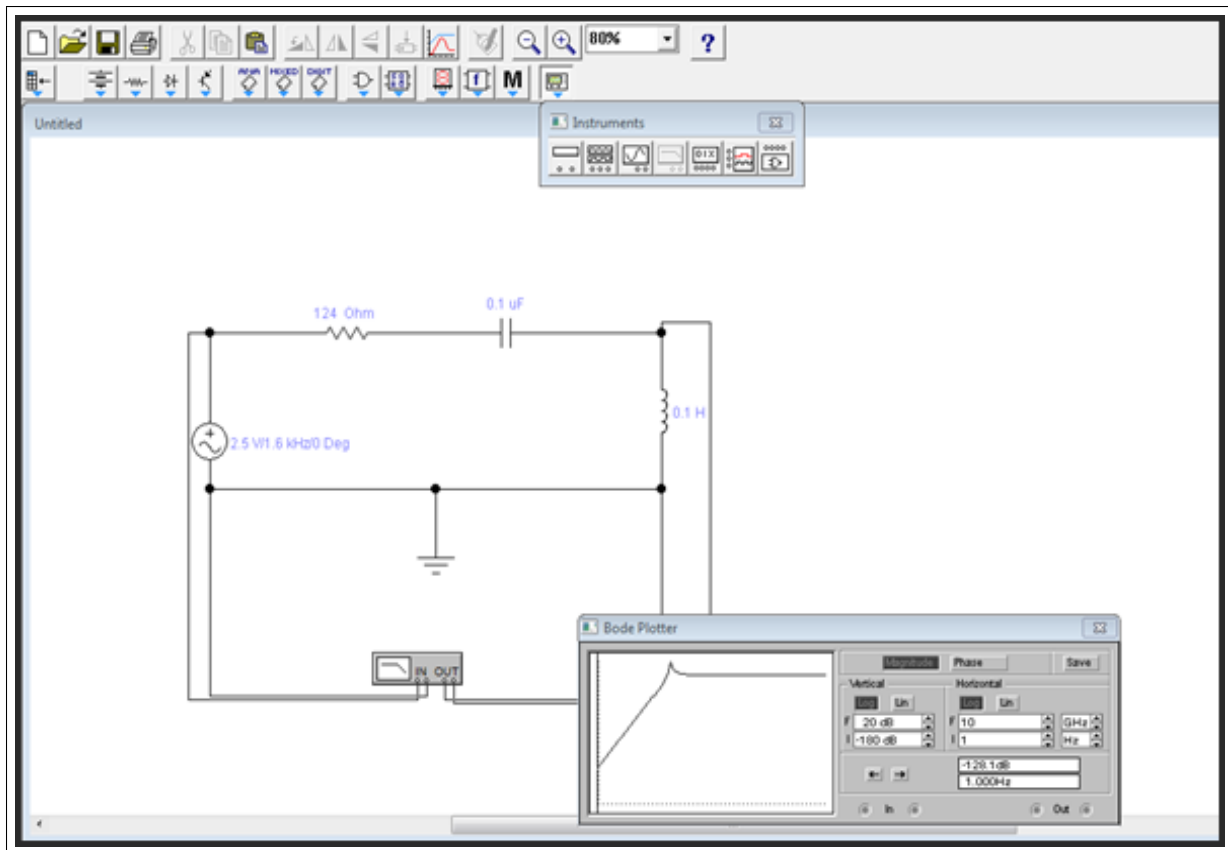 80%
?
ANA MIXED DIGIT
f M
Untitled
Instruments
01X
124 Ohm
0.1 uF
0.1 H
2.5 V/1.6 kHz/0 Deg
IN OUT
Bode Plotter
Magnitude Phase Save
Vertical Horizontal
Log Lin Log Lin
F 20 dB F 10 GHz
I -180 dB I 1 Hz
-128.1dB
1.000Hz
In Out